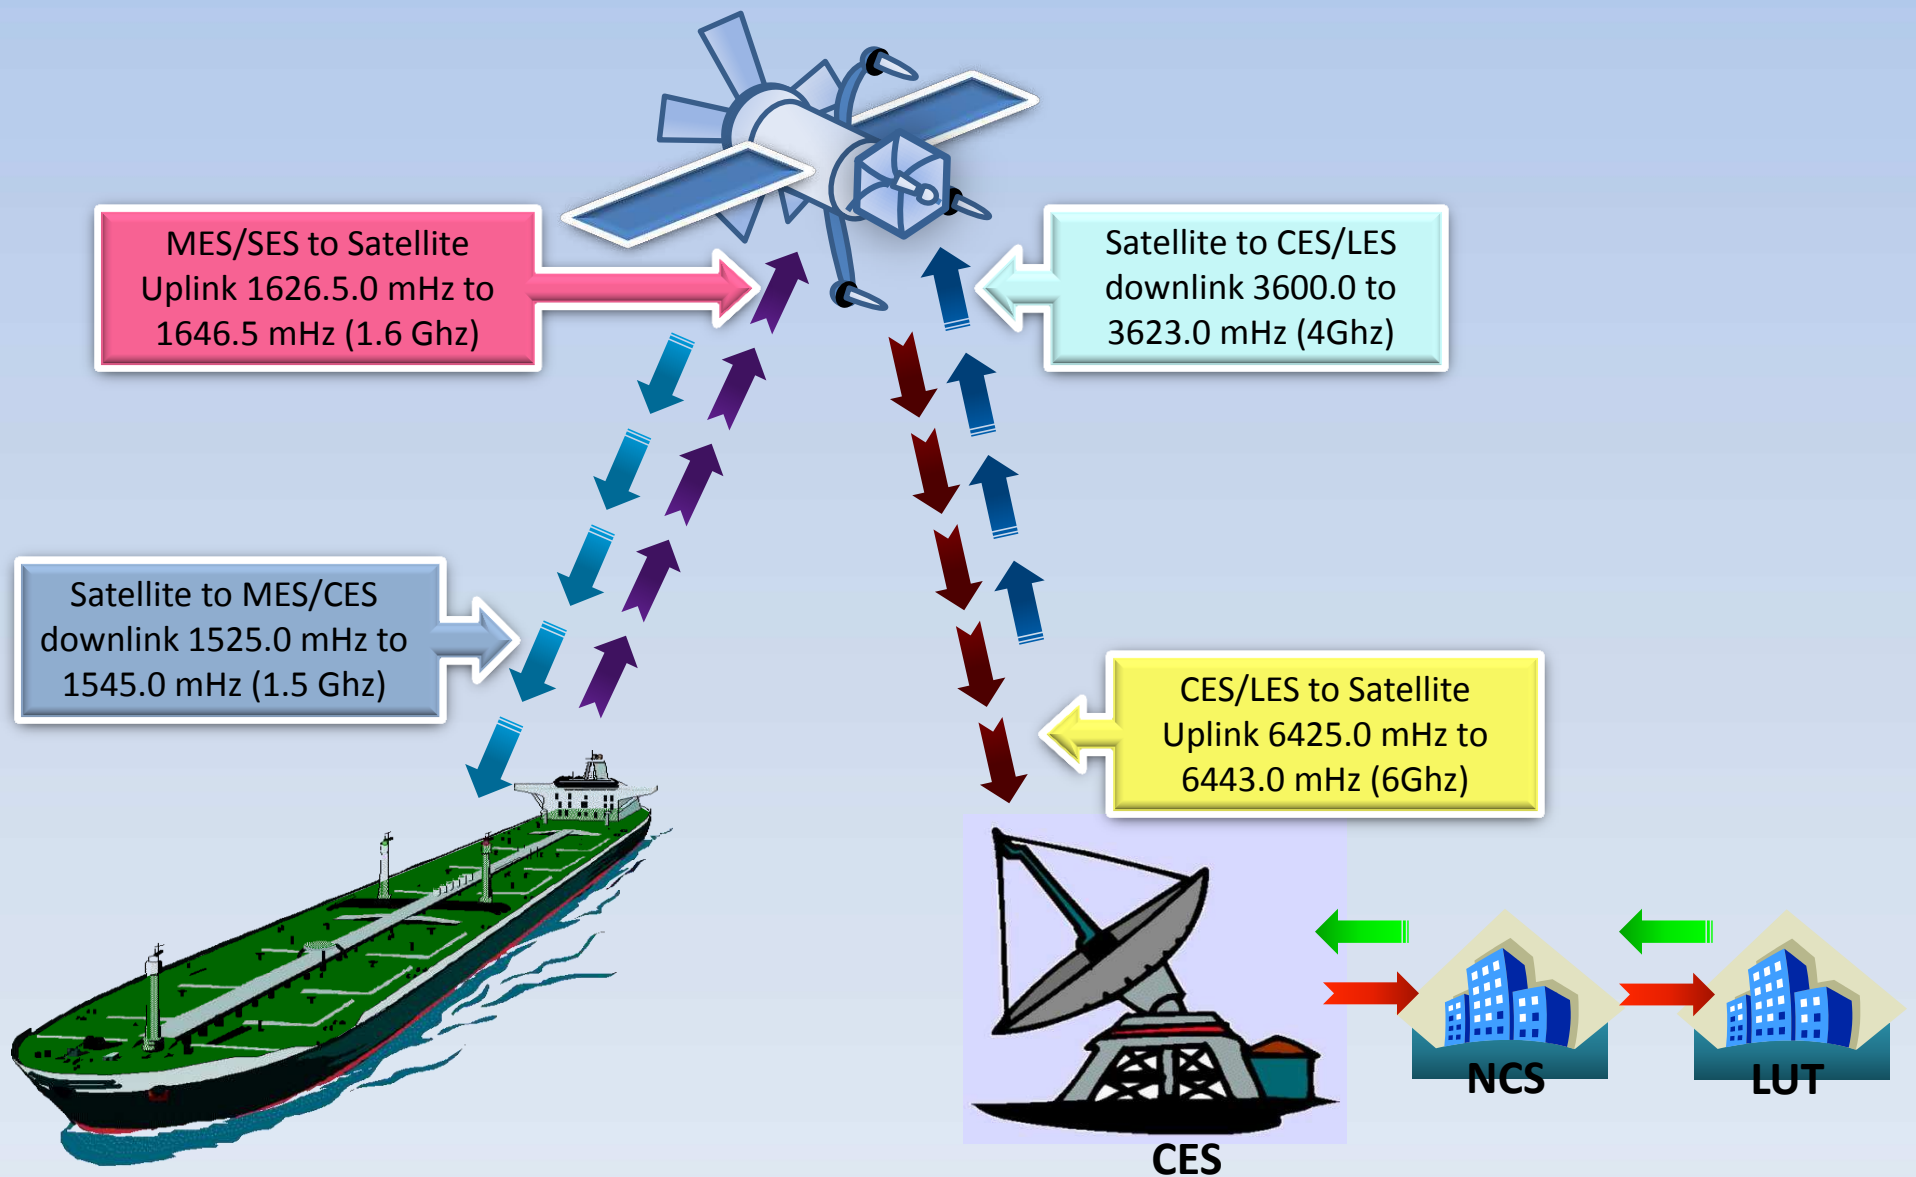 MES/SES to Satellite
Uplink 1626.5.0 mHz to
1646.5 mHz (1.6 Ghz)
Satellite to CES/LES
downlink 3600.0 to
3623.0 mHz (4Ghz)
Satellite to MES/CES
downlink 1525.0 mHz to
1545.0 mHz (1.5 Ghz)
CES/LES to Satellite
Uplink 6425.0 mHz to
6443.0 mHz (6Ghz)
NCS
LUT
CES